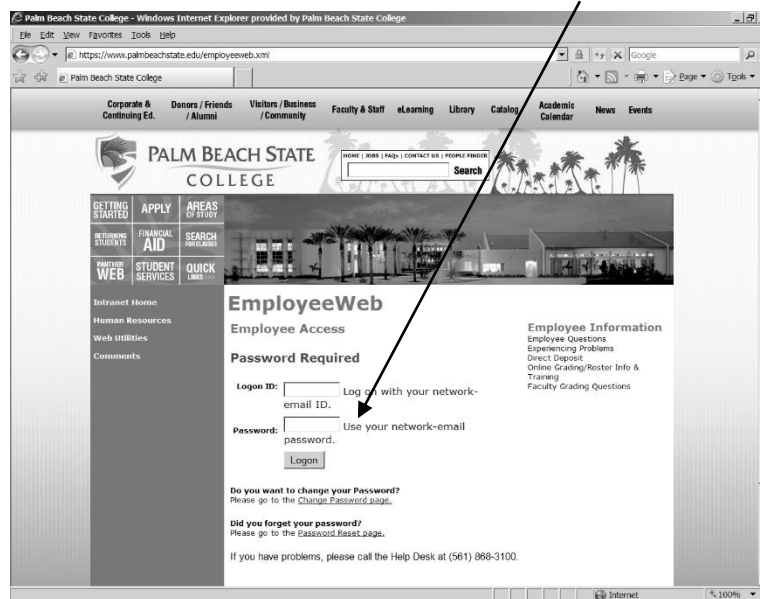 Palm Beach State College - Windows Internet Explorer provided by Palm Beach State College
File Edit View Favorites Tools Help
https://www.palmbeachstate.edu/employeeweb.xml
Google
Palm Beach State College
Page Tools
Corporate & Continuing Ed.
Donors / Friends / Alumni
Visitors / Business / Community
Faculty & Staff
eLearning
Library
Catalog
Academic Calendar
News
Events
PALM BEACH STATE
COLLEGE
HOME | JOBS | FAQs | CONTACT US | PEOPLE FINDER
Search
GETTING STARTED
APPLY
AREAS OF STUDY
RETURNING STUDENTS
FINANCIAL AID
SEARCH FOR CLASSES
PANTHER WEB
STUDENT SERVICES
QUICK LINKS >>>
Intranet Home
Human Resources
Web Utilities
Comments
EmployeeWeb
Employee Access
Password Required
Logon ID:
Log on with your network-
email ID.
Password:
Use your network-email
password.
Logon
Do you want to change your Password?
Please go to the Change Password page.
Did you forget your password?
Please go to the Password Reset page.
If you have problems, please call the Help Desk at (561) 868-3100.
Employee Information
Employee Questions
Experiencing Problems
Direct Deposit
Online Grading/Roster Info &
Training
Faculty Grading Questions
Internet
100%